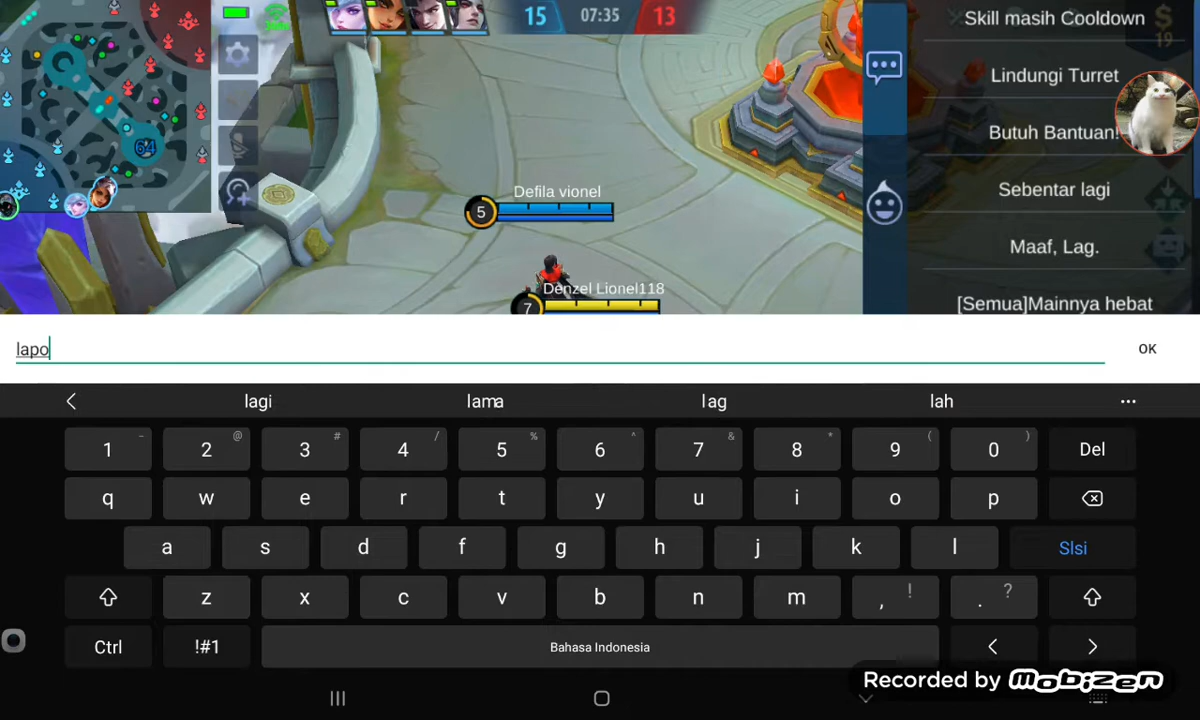 15 07:35 13
Skill masih Cooldown
19
Lindungi Turret
Butuh Bantuan!
Sebentar lagi
Maaf, Lag.
[Semua]Mainnya hebat
64
Defila vionel
5
Denzel Lionel118
7
lapo
OK
lagi lama lag lah
1 2 @ 3 # 4 / 5 % 6 ^ 7 & 8 * 9 ( 0 ) Del
q w e r t y u i o p
a s d f g h j k l Slsi
z x c v b n m , ! . ?
Ctrl !#1 Bahasa Indonesia < >
Recorded by mobizen